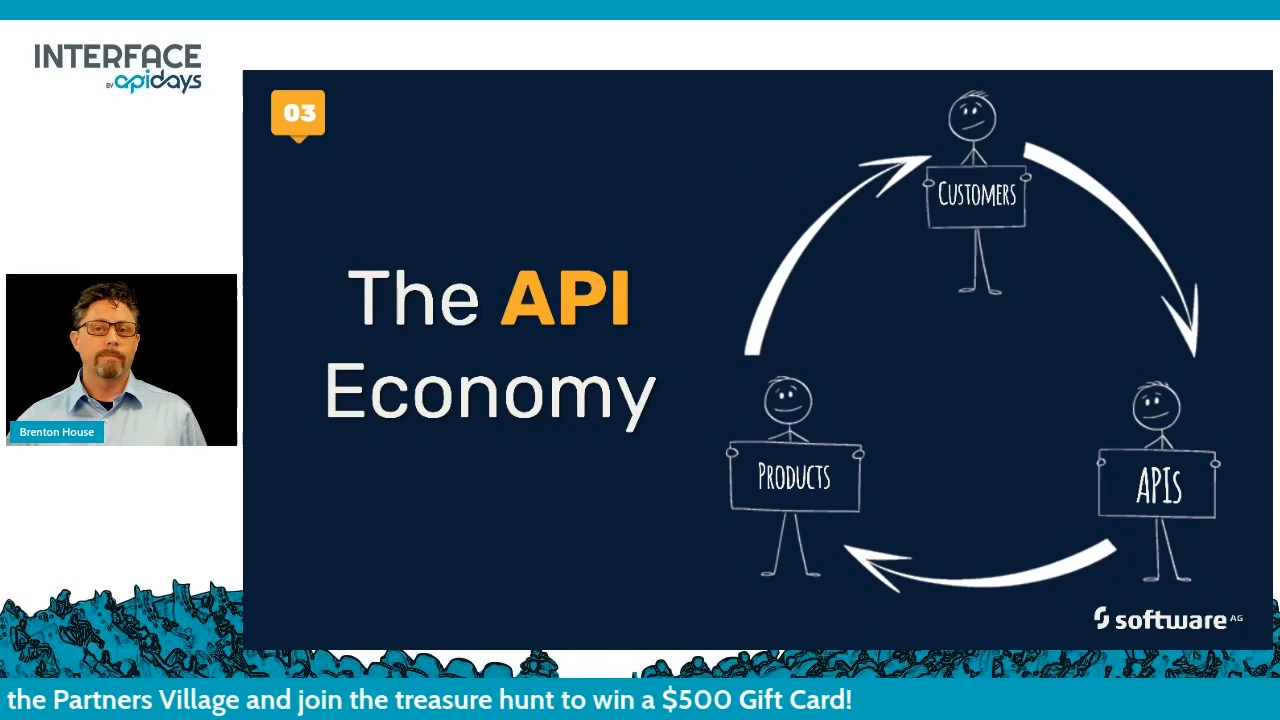 INTERFACE
BY apidays
03
The API
Economy
CUSTOMERS
PRODUCTS
APIs
Brenton House
software AG
the Partners Village and join the treasure hunt to win a $500 Gift Card!